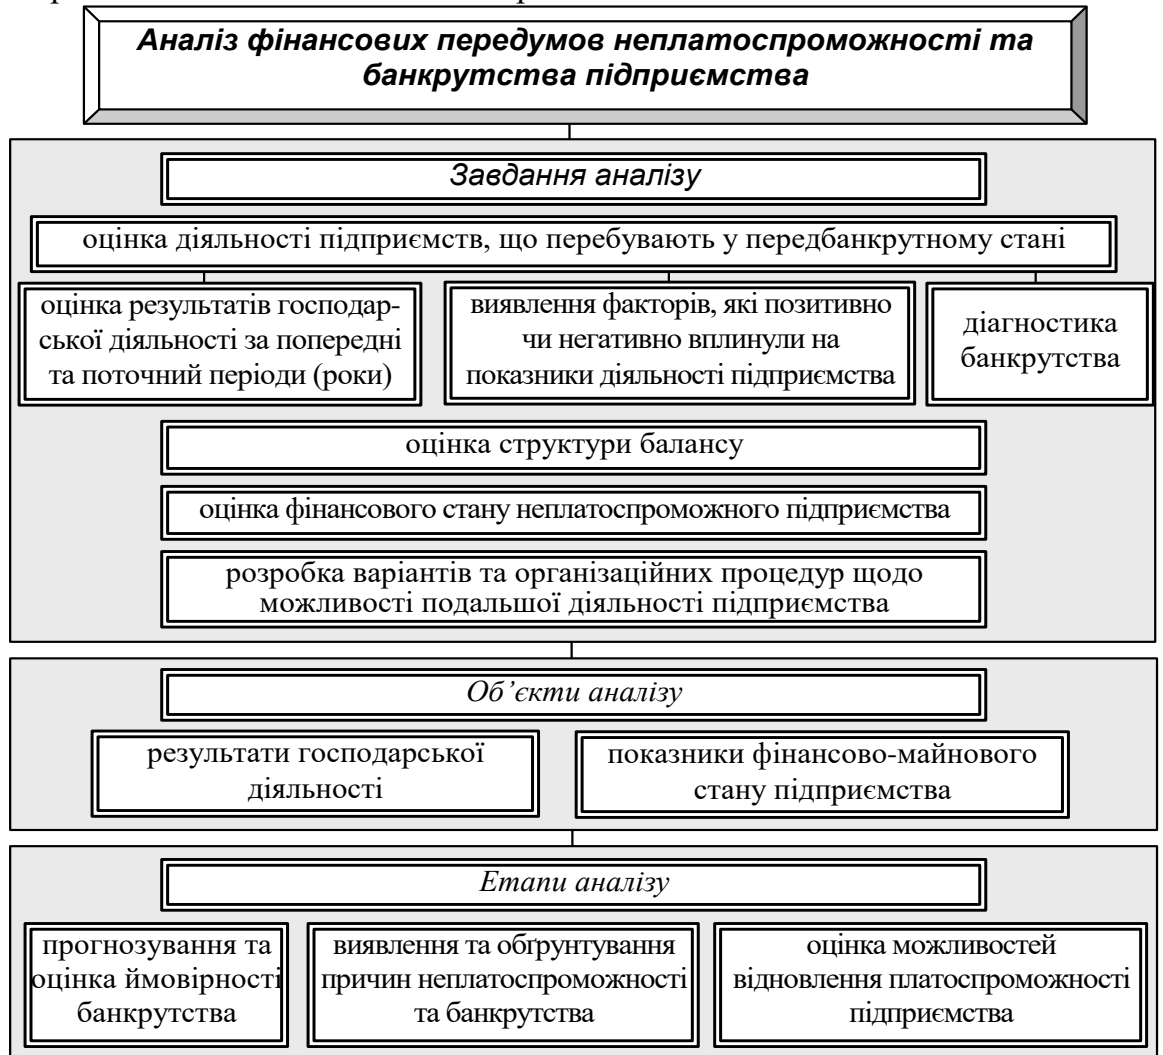 Аналіз фінансових передумов неплатоспроможності та
банкрутства підприємства
Завдання аналізу
оцінка діяльності підприємств, що перебувають у передбанкрутному стані
оцінка результатів господар-
ської діяльності за попередні
та поточний періоди (роки)
виявлення факторів, які позитивно
чи негативно вплинули на
показники діяльності підприємства
діагностика
банкрутства
оцінка структури балансу
оцінка фінансового стану неплатоспроможного підприємства
розробка варіантів та організаційних процедур щодо
можливості подальшої діяльності підприємства
Об’єкти аналізу
результати господарської
діяльності
показники фінансово-майнового
стану підприємства
Етапи аналізу
прогнозування та
оцінка ймовірності
банкрутства
виявлення та обґрунтування
причин неплатоспроможності
та банкрутства
оцінка можливостей
відновлення платоспроможності
підприємства